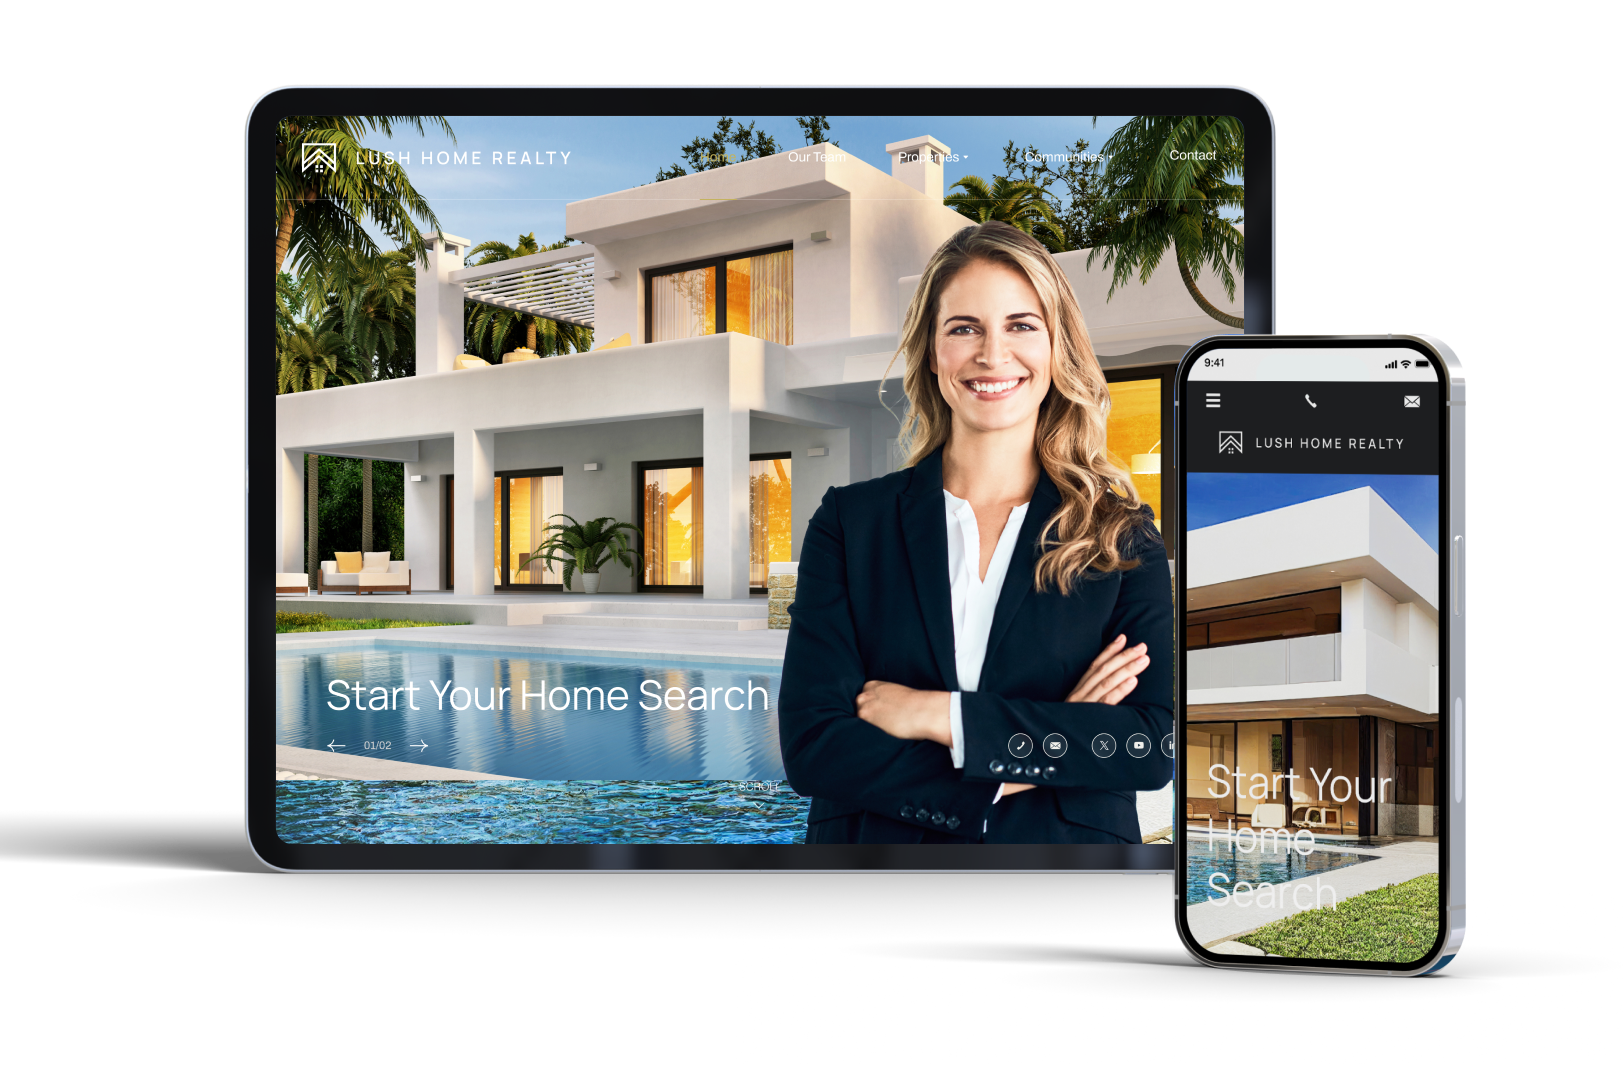 LUSH HOME REALTY
Home
Our Team
Properties
Communities
Contact
Start Your Home Search
01/02
SCROLL
9:41
LUSH HOME REALTY
Start Your
Home
Search